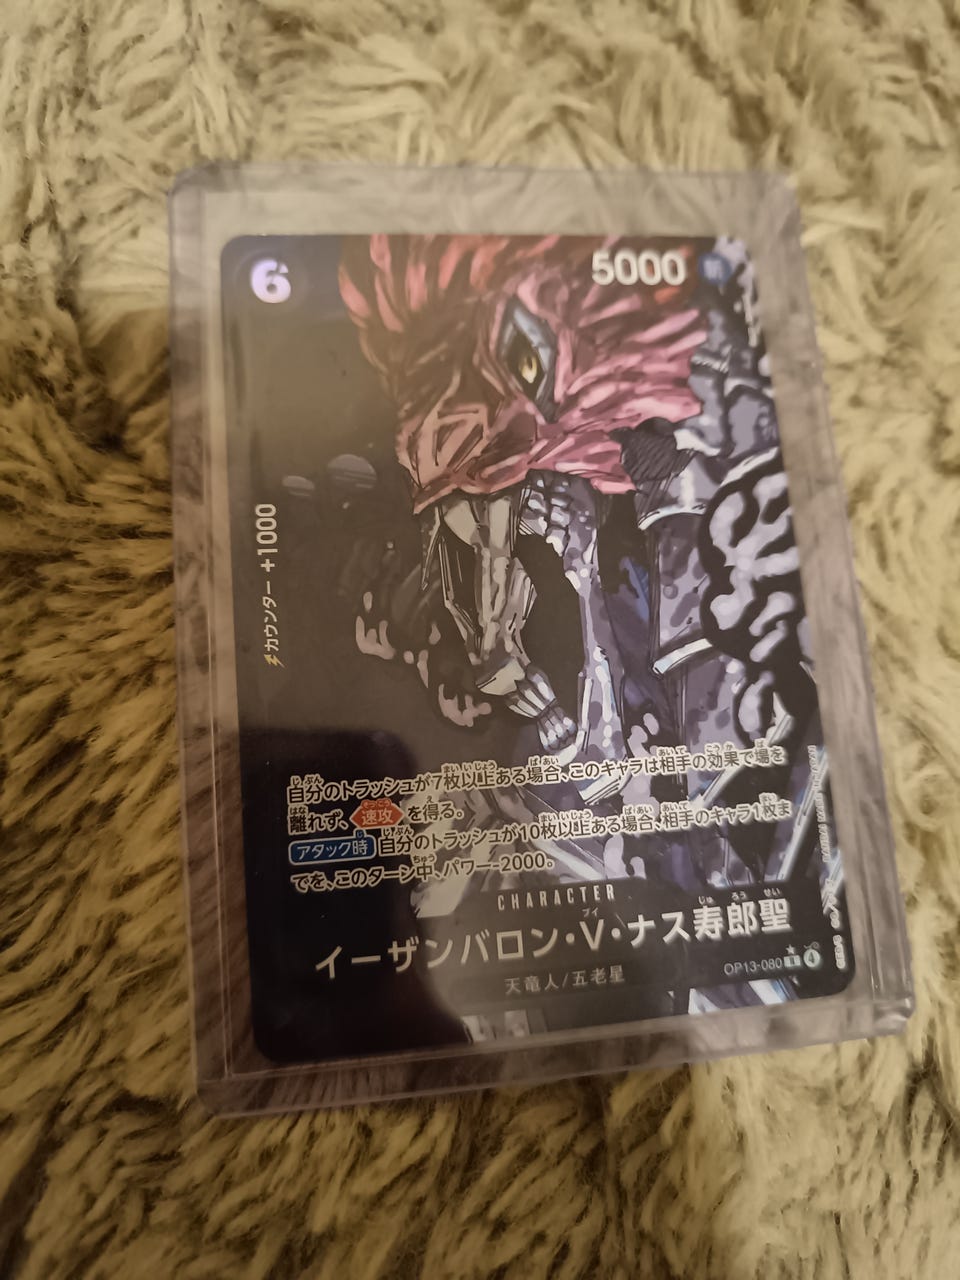 6
5000
斬
カウンター +1000
自分のトラッシュが7枚以上ある場合、このキャラは相手の効果で場を
離れず、速攻を得る。
アタック時 自分のトラッシュが10枚以上ある場合、相手のキャラ1枚ま
でを、このターン中、パワー-2000。
CHARACTER
イーザンバロン・V・ナス寿郎聖
天竜人/五老星
OP13-080 R 4